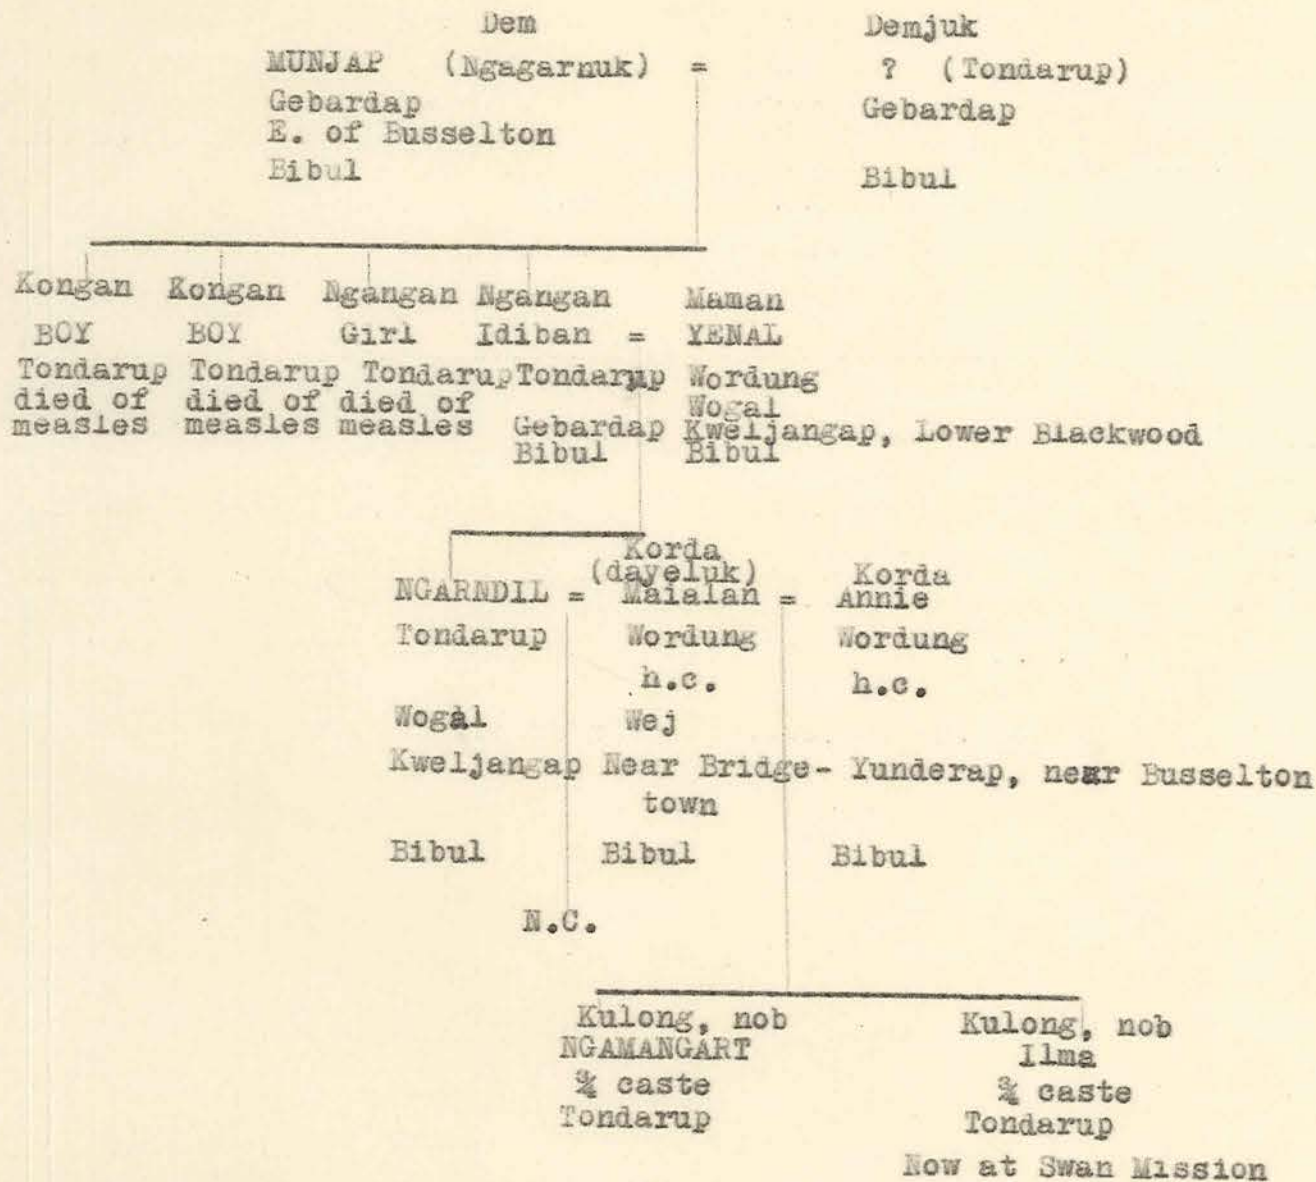 Dem Demjuk
MUNJAP (Ngagarnuk) = ? (Tondarup)
Gebardap Gebardap
E. of Busselton
Bibul Bibul
Kongan Kongan Ngangan Ngangan Maman
BOY BOY Girl Idiban = YENAL
Tondarup Tondarup Tondarup Tondarup Wordung
died of died of died of Wogal
measles measles measles Gebardap Kweljangap, Lower Blackwood
Bibul Bibul
Korda
(dayeluk) Korda
NGARNDIL = Maialan = Annie
Tondarup Wordung Wordung
h.c. h.c.
Wogal Wej
Kweljangap Near Bridge- Yunderap, near Busselton
town
Bibul Bibul Bibul
N.C.
Kulong, nob Kulong, nob
NGAMANGART Ilma
¾ caste ¾ caste
Tondarup Tondarup
Now at Swan Mission